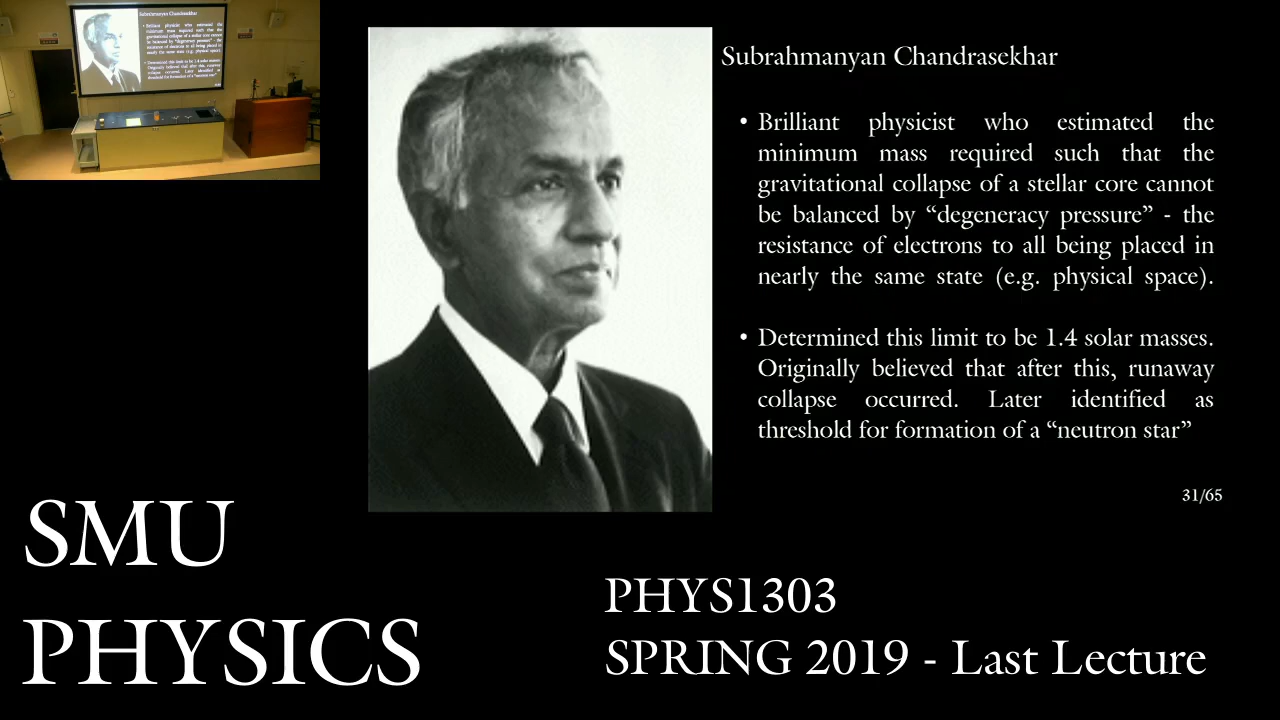 Subrahmanyan Chandrasekhar
• Brilliant physicist who estimated the
minimum mass required such that the
gravitational collapse of a stellar core cannot
be balanced by “degeneracy pressure” - the
resistance of electrons to all being placed in
nearly the same state (e.g. physical space).
• Determined this limit to be 1.4 solar masses.
Originally believed that after this, runaway
collapse occurred. Later identified as
threshold for formation of a “neutron star”
31/65
SMU
PHYSICS
PHYS1303
SPRING 2019 - Last Lecture